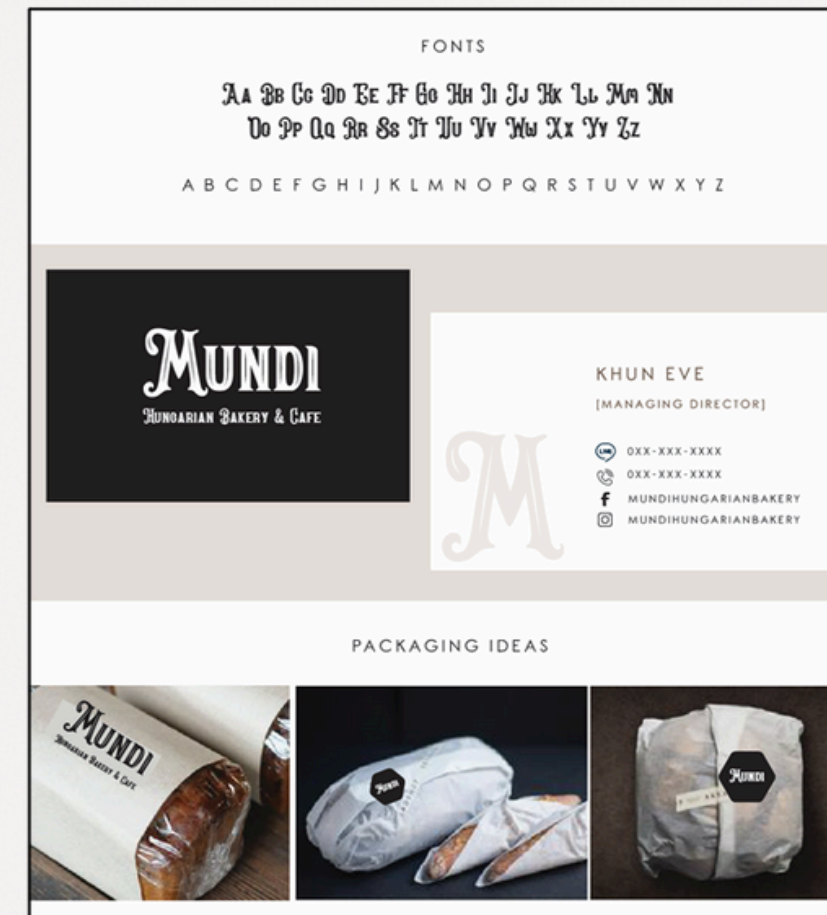 FONTS
Aa Bb Cc Dd Ee Ff Gg Hh Ii Jj Kk Ll Mm Nn
Oo Pp Qq Rr Ss Tt Uu Vv Ww Xx Yy Zz
A B C D E F G H I J K L M N O P Q R S T U V W X Y Z
MUNDI
HUNGARIAN BAKERY & CAFE
KHUN EVE
[MANAGING DIRECTOR]
LINE 0XX-XXX-XXXX
0XX-XXX-XXXX
MUNDIHUNGARIANBAKERY
MUNDIHUNGARIANBAKERY
M
PACKAGING IDEAS
MUNDI
HUNGARIAN BAKERY & CAFE
MUNDI
MUNDI